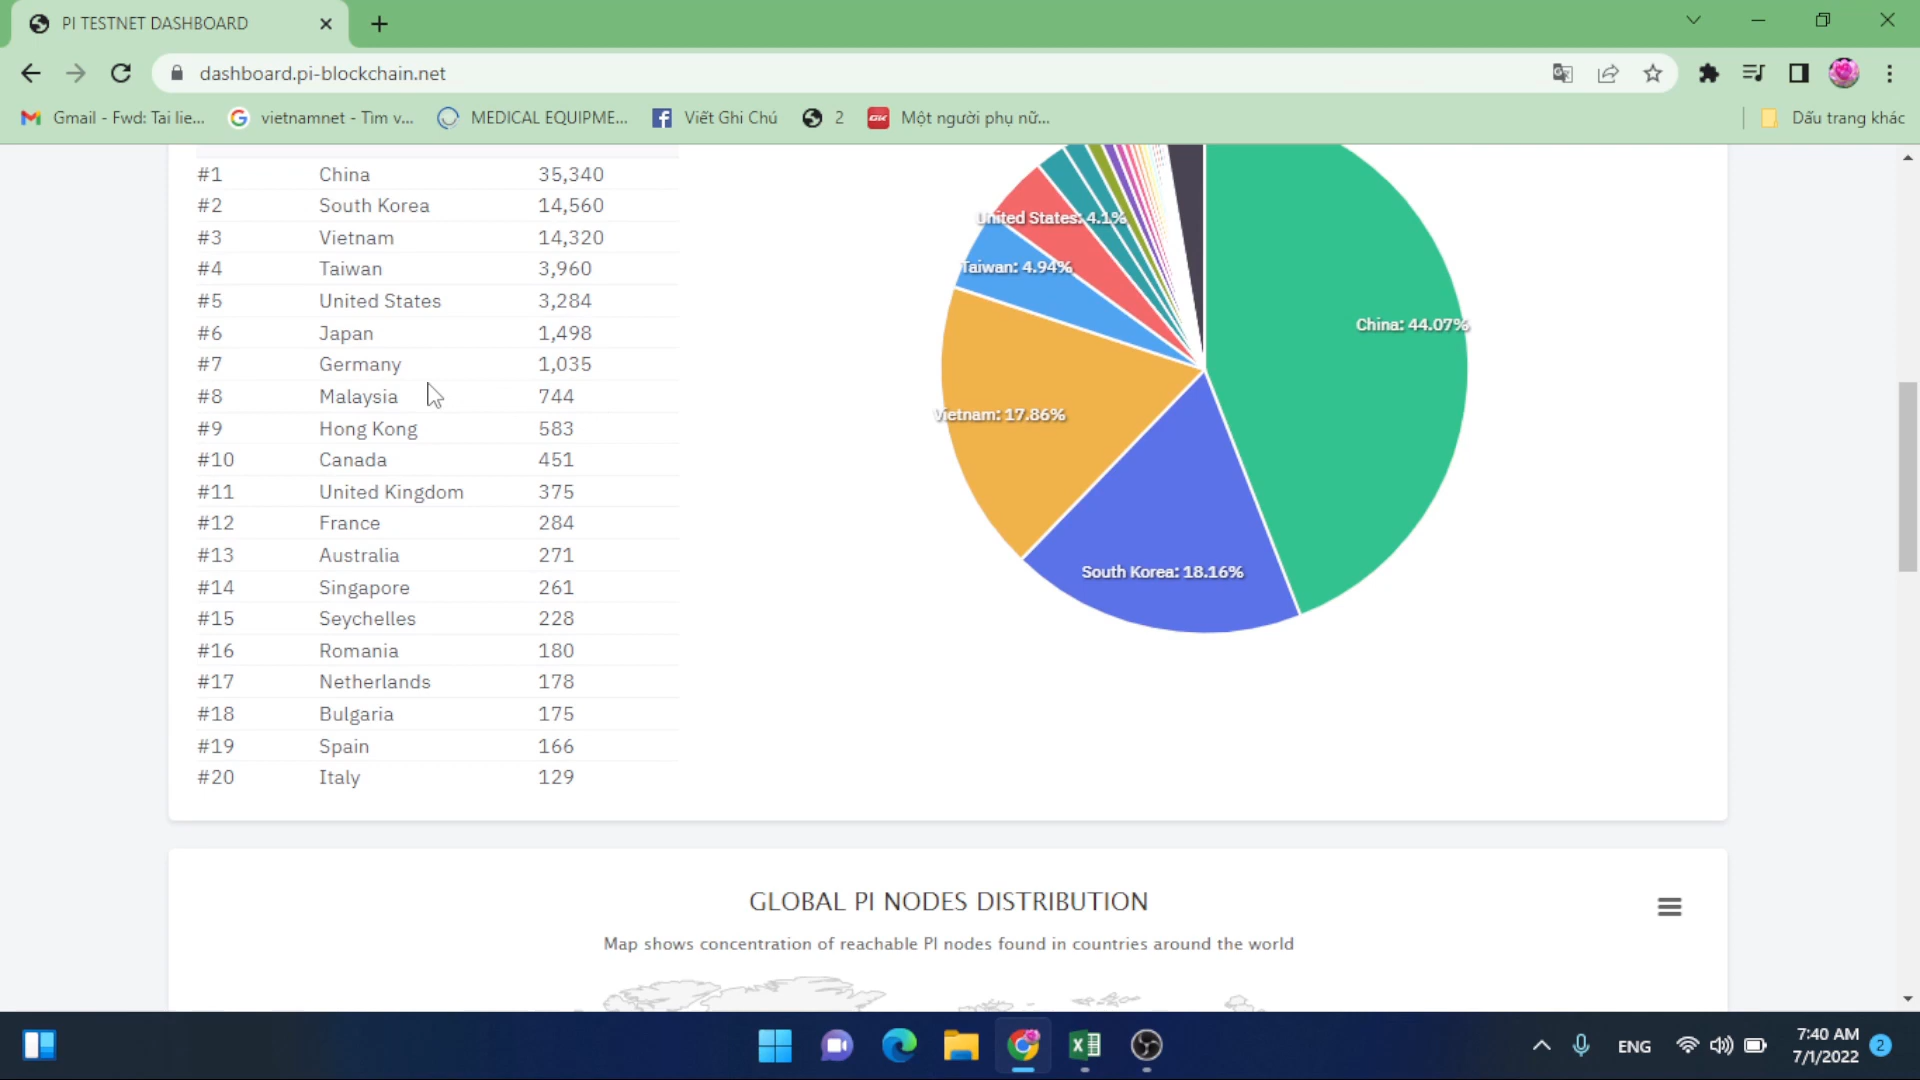 PI TESTNET DASHBOARD
dashboard.pi-blockchain.net
Gmail - Fwd: Tai lie...
vietnamnet - Tìm v...
MEDICAL EQUIPME...
Viết Ghi Chú
2
GK
Một người phụ nữ...
Dấu trang khác
#1 China 35,340
#2 South Korea 14,560
#3 Vietnam 14,320
#4 Taiwan 3,960
#5 United States 3,284
#6 Japan 1,498
#7 Germany 1,035
#8 Malaysia 744
#9 Hong Kong 583
#10 Canada 451
#11 United Kingdom 375
#12 France 284
#13 Australia 271
#14 Singapore 261
#15 Seychelles 228
#16 Romania 180
#17 Netherlands 178
#18 Bulgaria 175
#19 Spain 166
#20 Italy 129
United States: 4.1%
Taiwan: 4.94%
China: 44.07%
Vietnam: 17.86%
South Korea: 18.16%
GLOBAL PI NODES DISTRIBUTION
Map shows concentration of reachable PI nodes found in countries around the world
ENG
7:40 AM
7/1/2022
2